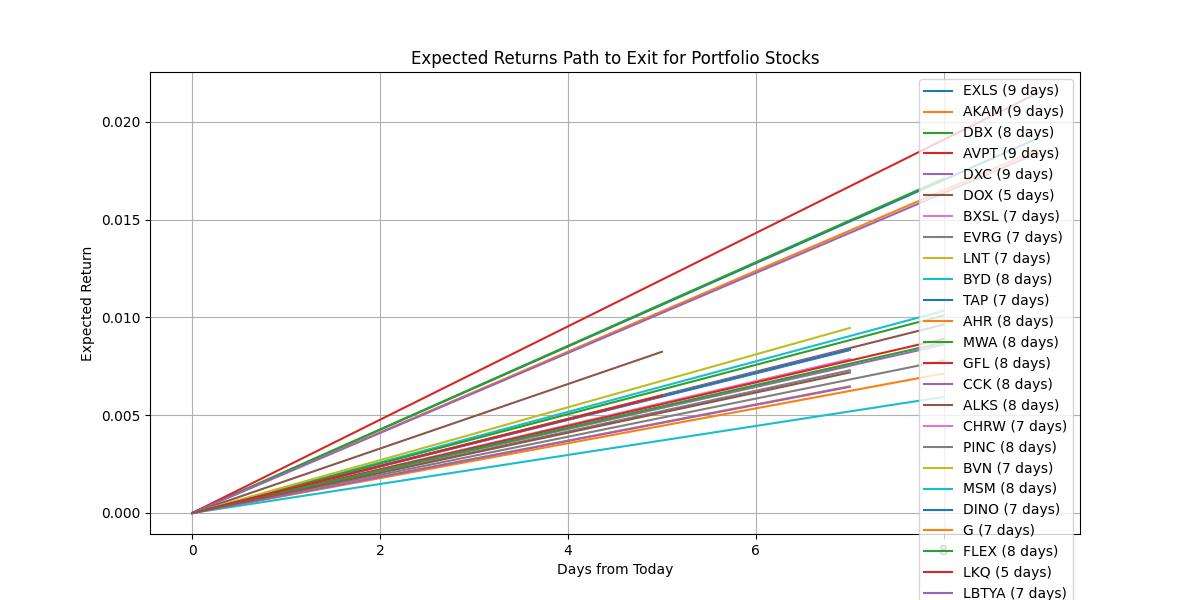 Expected Returns Path to Exit for Portfolio Stocks
Expected Return
0.020
0.015
0.010
0.005
0.000
0 2 4 6 8
Days from Today
EXLS (9 days)
AKAM (9 days)
DBX (8 days)
AVPT (9 days)
DXC (9 days)
DOX (5 days)
BXSL (7 days)
EVRG (7 days)
LNT (7 days)
BYD (8 days)
TAP (7 days)
AHR (8 days)
MWA (8 days)
GFL (8 days)
CCK (8 days)
ALKS (8 days)
CHRW (7 days)
PINC (8 days)
BVN (7 days)
MSM (8 days)
DINO (7 days)
G (7 days)
FLEX (8 days)
LKQ (5 days)
LBTYA (7 days)